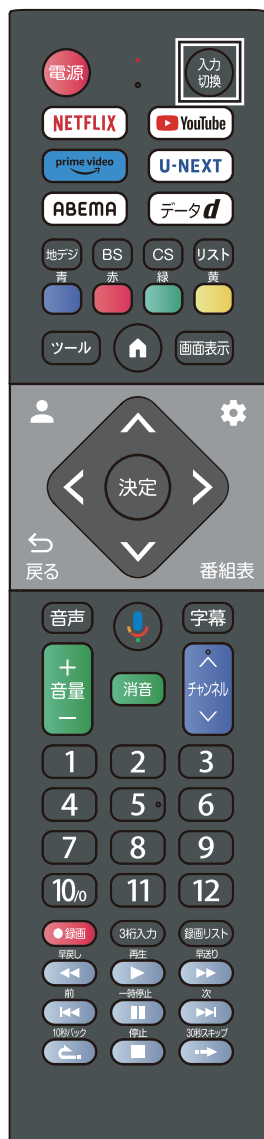 電源
入力
切換
NETFLIX
YouTube
prime video
U-NEXT
ABEMA
データd
地デジ BS CS リスト
青 赤 緑 黄
ツール
画面表示
決定
戻る
番組表
音声
字幕
+
音量
−
消音
チャンネル
1 2 3
4 5 6
7 8 9
10/0 11 12
●録画 3桁入力 録画リスト
早戻し 再生 早送り
前 一時停止 次
10秒バック 停止 30秒スキップ